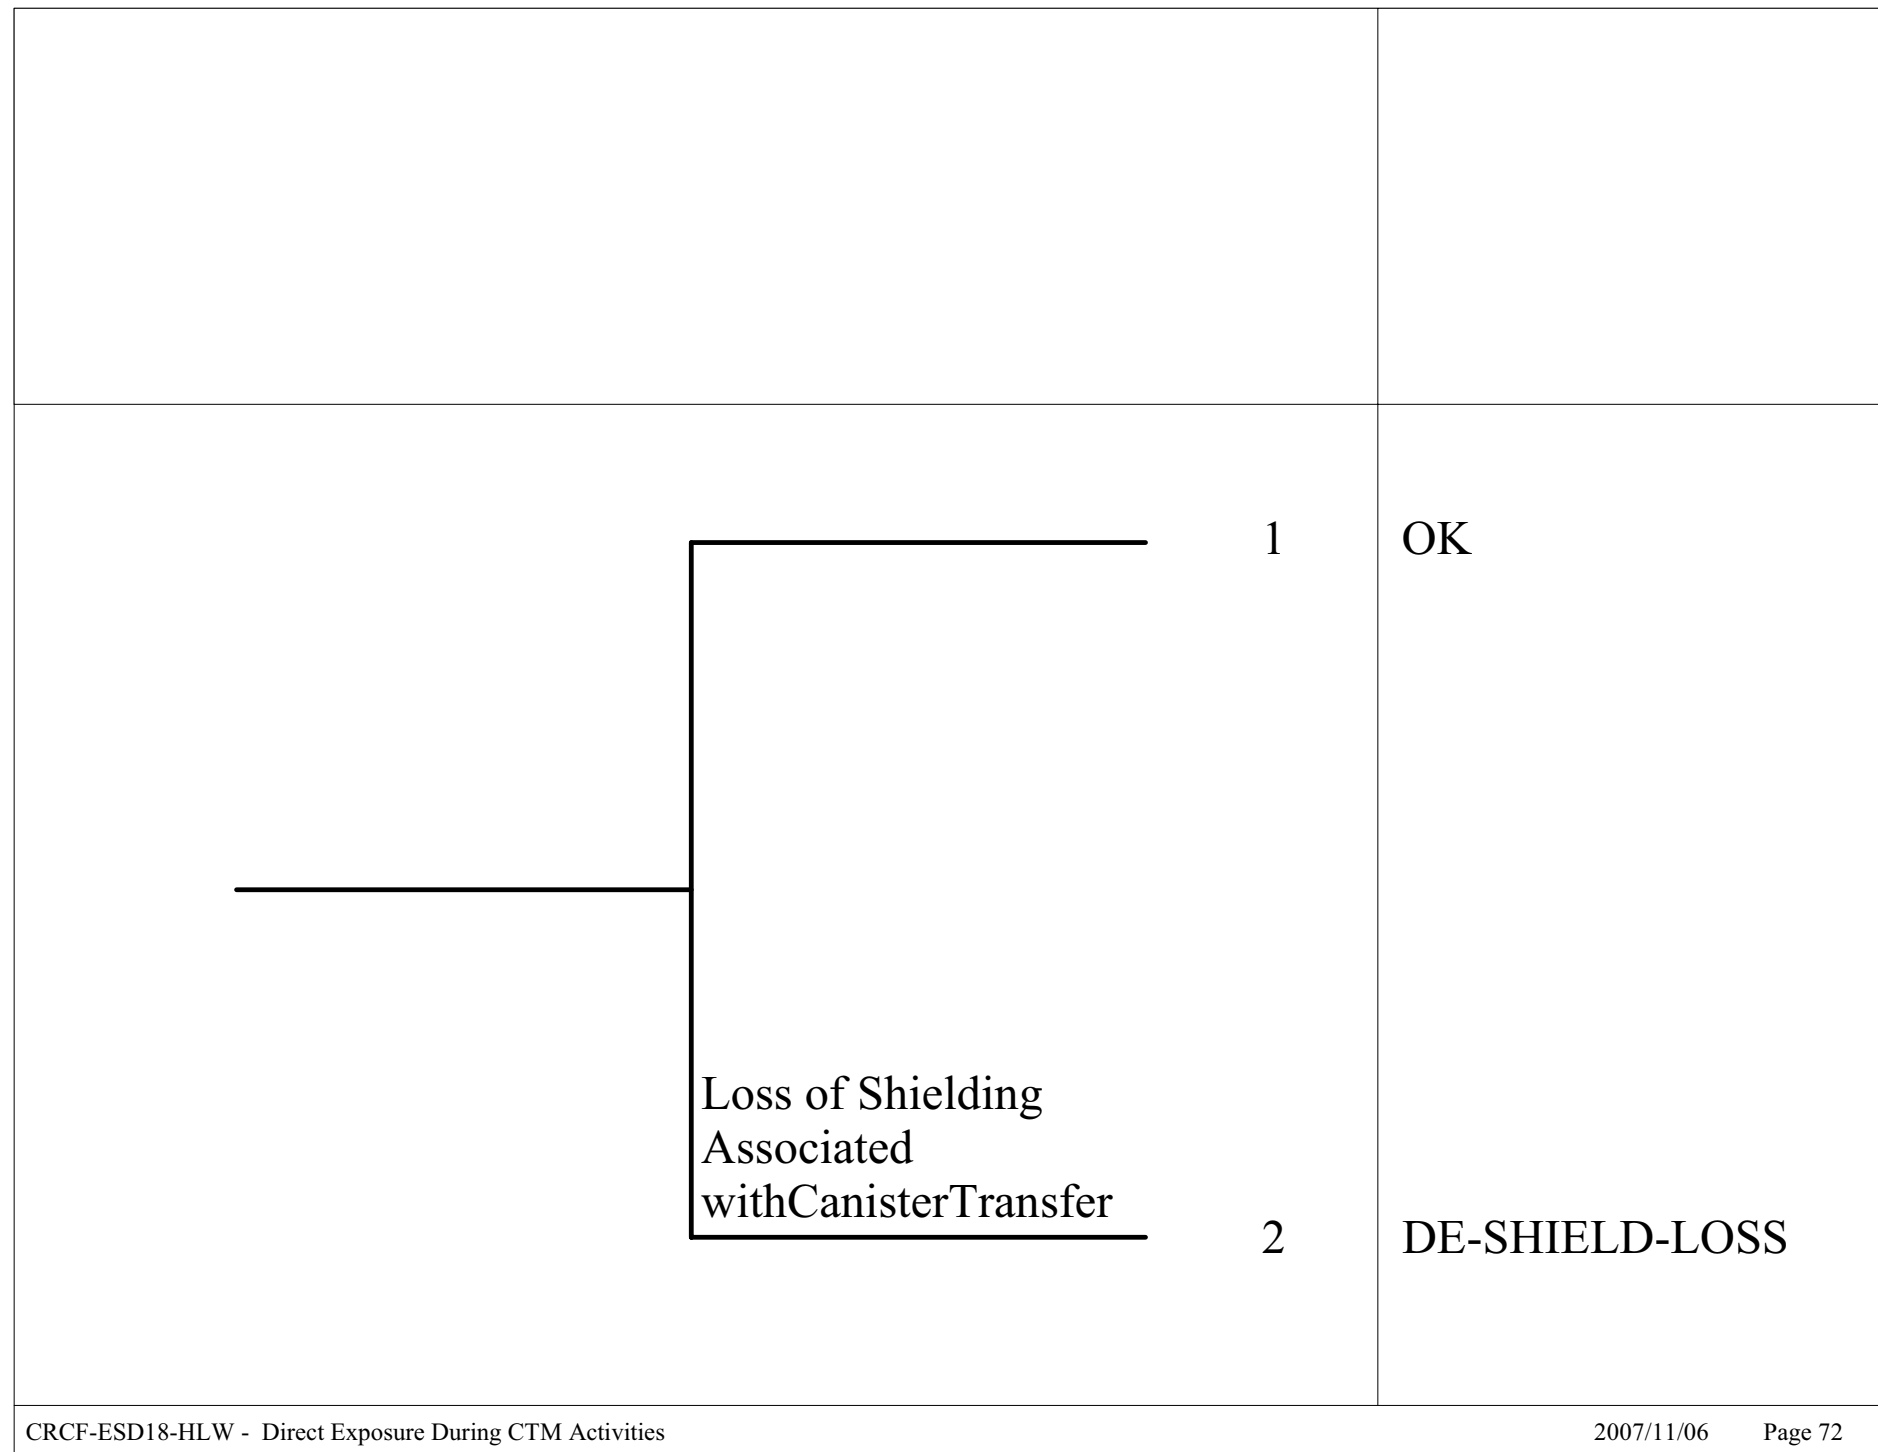 1 OK
Loss of Shielding
Associated
withCanisterTransfer
2 DE-SHIELD-LOSS
CRCF-ESD18-HLW - Direct Exposure During CTM Activities 2007/11/06 Page 72